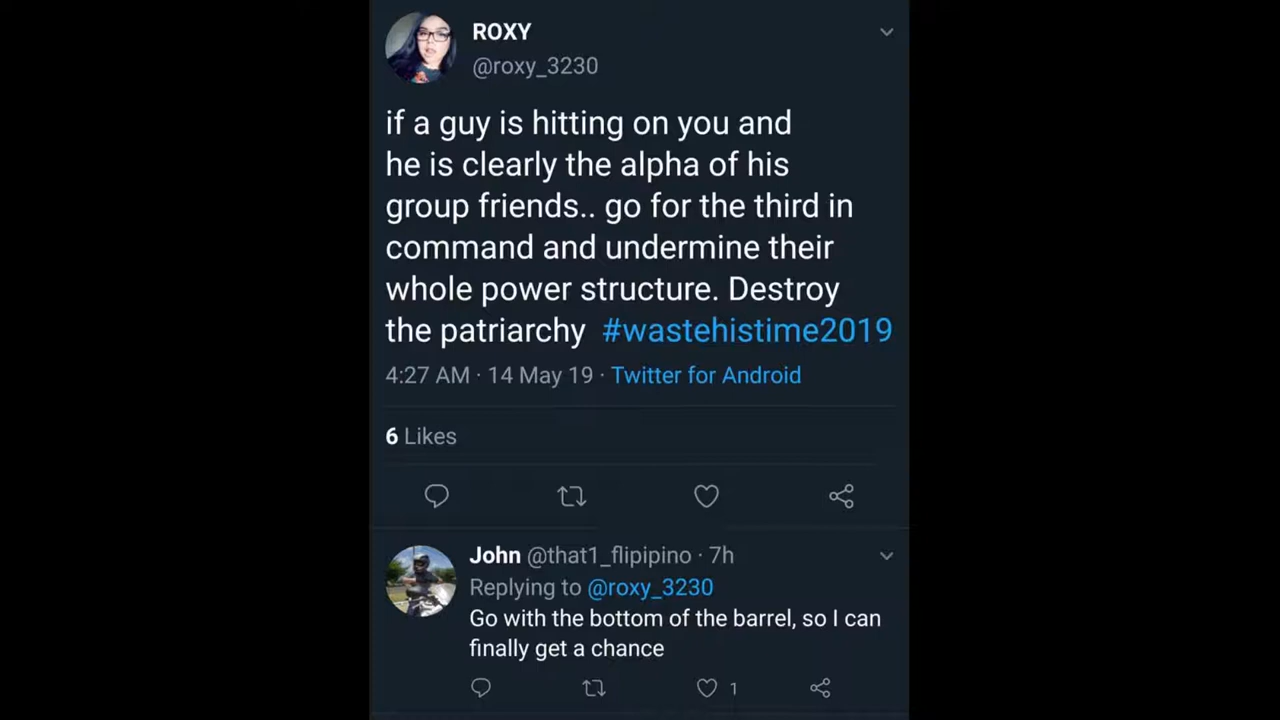 ROXY
@roxy_3230
if a guy is hitting on you and
he is clearly the alpha of his
group friends.. go for the third in
command and undermine their
whole power structure. Destroy
the patriarchy #wastehistime2019
4:27 AM · 14 May 19 · Twitter for Android
6 Likes
John @that1_flipipino · 7h
Replying to @roxy_3230
Go with the bottom of the barrel, so I can
finally get a chance
1